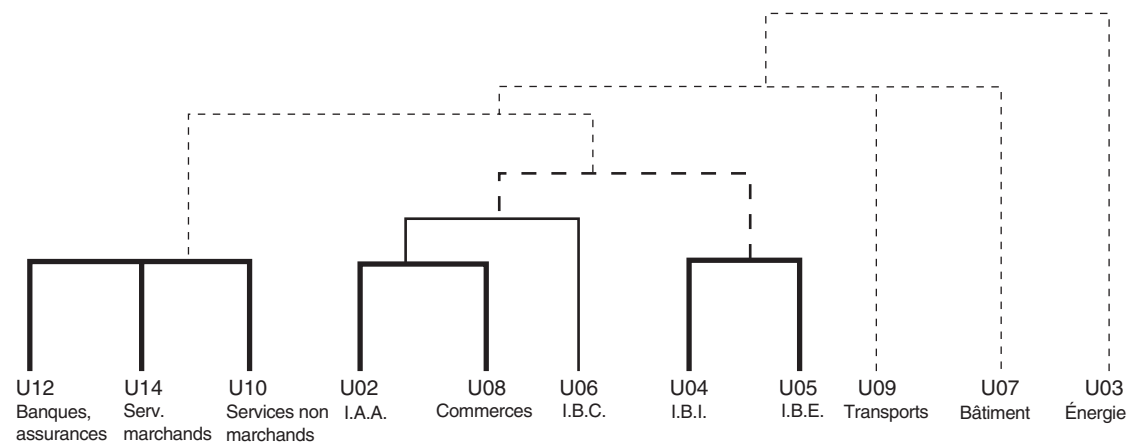 U12 U14 U10 U02 U08 U06 U04 U05 U09 U07 U03
Banques, Serv. Services non I.A.A. Commerces I.B.C. I.B.I. I.B.E. Transports Bâtiment Énergie
assurances marchands marchands